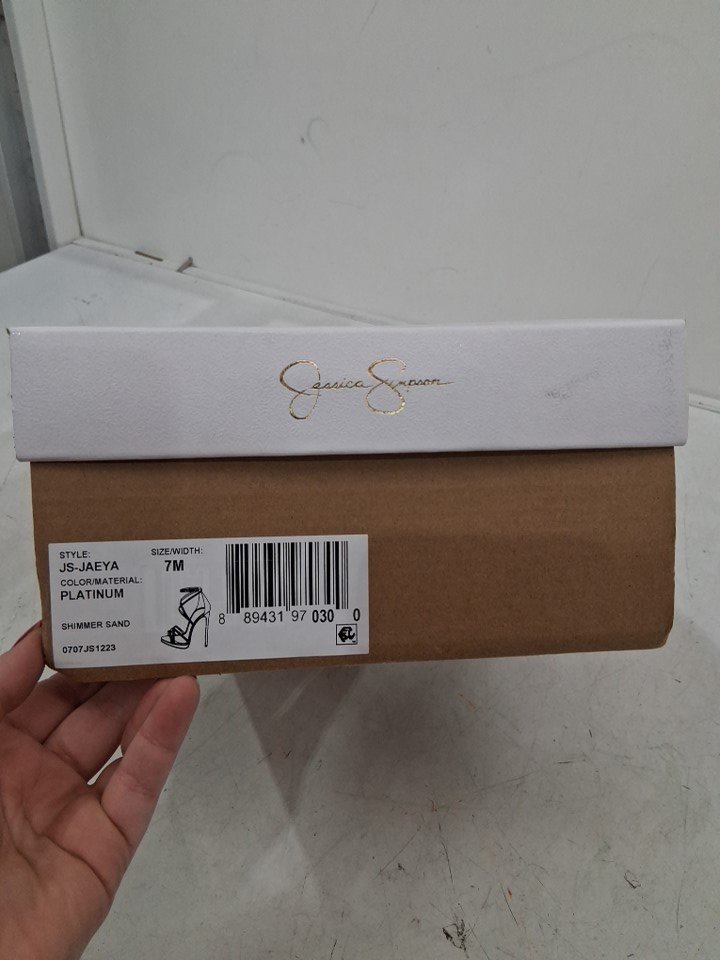 Jessica Simpson
STYLE:
JS-JAEYA
SIZE/WIDTH:
7M
COLOR/MATERIAL:
PLATINUM
SHIMMER SAND
0707JS1223
8 89431 97030 0